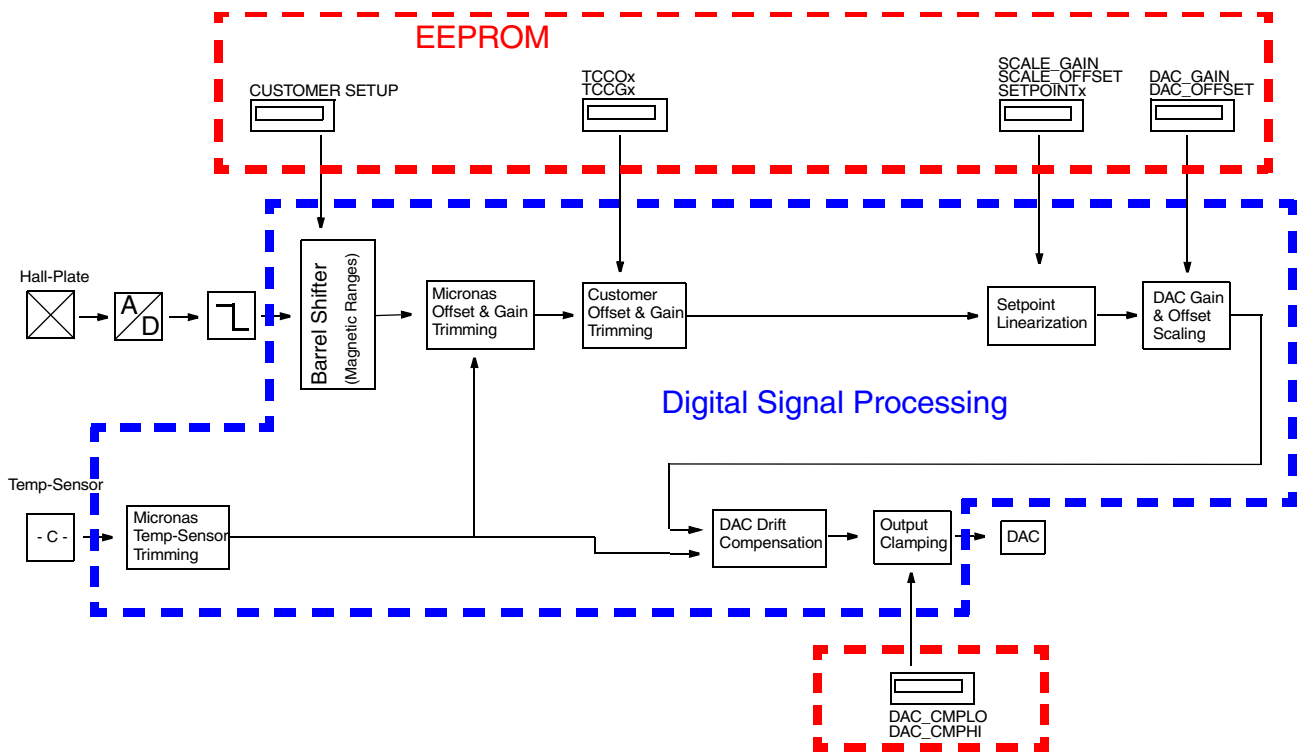 EEPROM
CUSTOMER SETUP
TCCOx
TCCGx
SCALE_GAIN
SCALE_OFFSET
SETPOINTx
DAC_GAIN
DAC_OFFSET
Hall-Plate
A
D
Barrel Shifter
(Magnetic Ranges)
Micronas
Offset & Gain
Trimming
Customer
Offset & Gain
Trimming
Setpoint
Linearization
DAC Gain
& Offset
Scaling
Digital Signal Processing
Temp-Sensor
- C -
Micronas
Temp-Sensor
Trimming
DAC Drift
Compensation
Output
Clamping
DAC
DAC_CMPLO
DAC_CMPHI